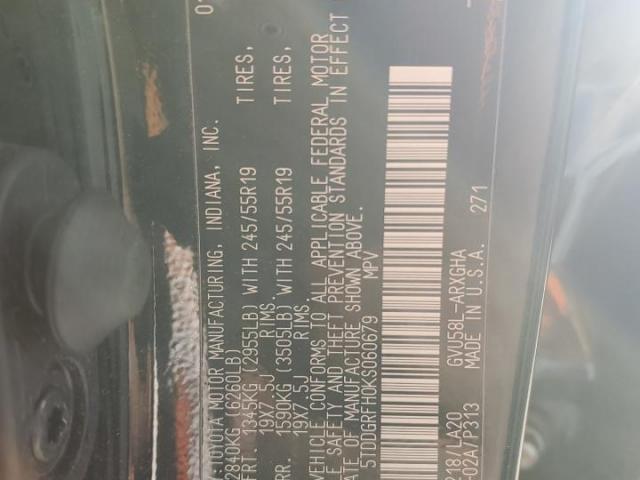 Y:TOYOTA MOTOR MANUFACTURING, INDIANA, INC. 01
2840KG (6260LB)
FRT. 1345KG (2955LB) WITH 245/55R19 TIRES,
19X7.5J RIMS.
RR. 1590KG (3505LB) WITH 245/55R19 TIRES,
19X7.5J RIMS.
VEHICLE CONFORMS TO ALL APPLICABLE FEDERAL MOTOR
LE SAFETY AND THEFT PREVENTION STANDARDS IN EFFECT
ATE OF MANUFACTURE SHOWN ABOVE.
5TDDGRFH0KS060679 MPV
218/LA20 GVU58L-ARXGHA
-02A/P313 MADE IN U.S.A. 271